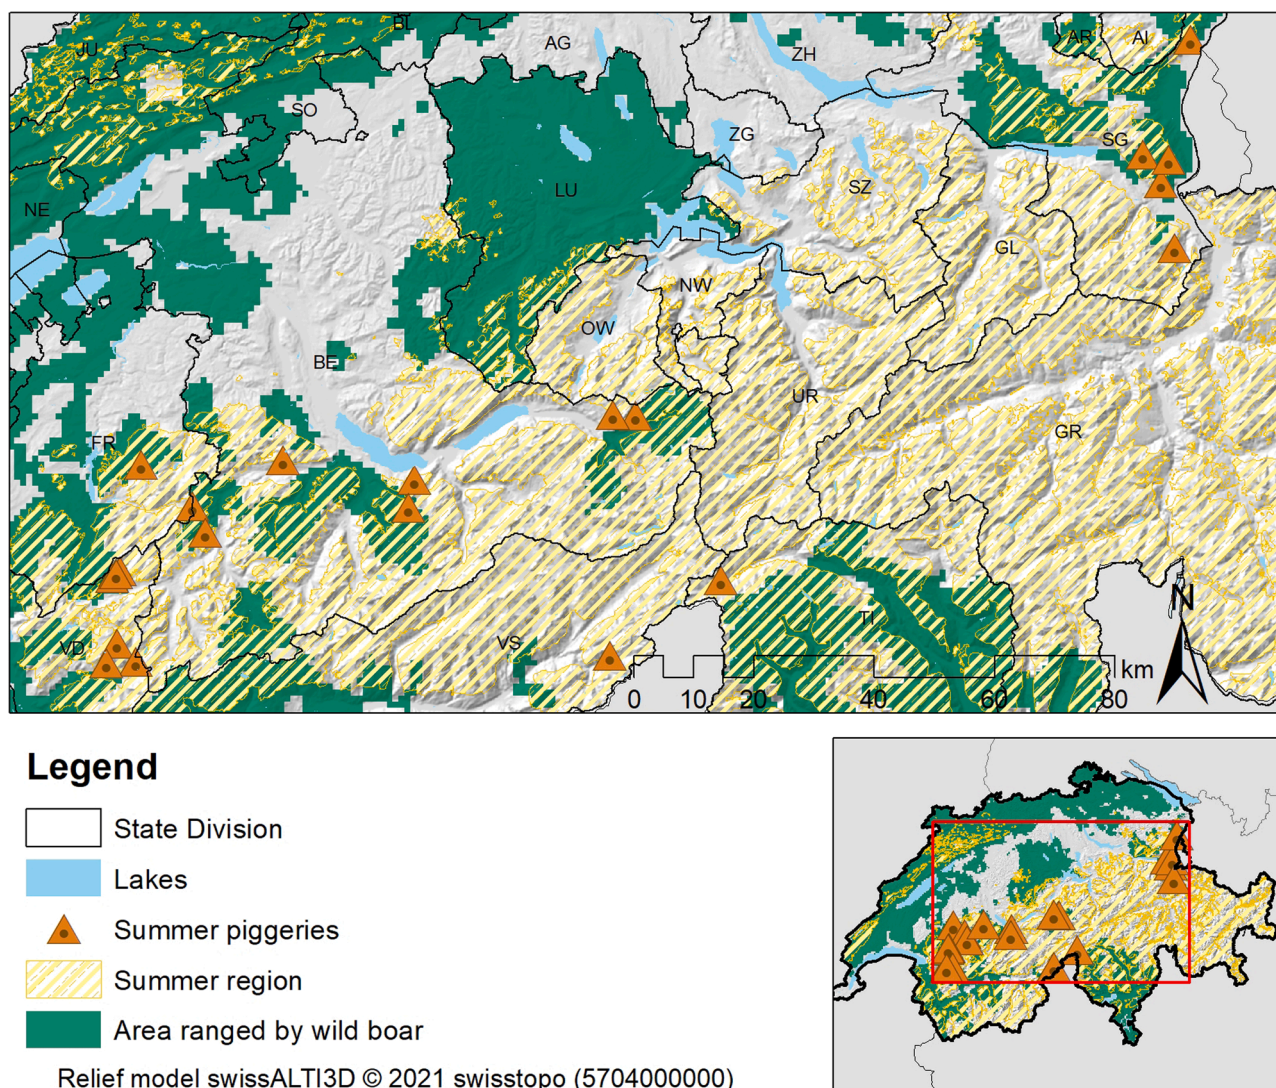 JU
BL
AG
ZH
AR
AI
SO
ZG
SG
LU
SZ
NE
GL
NW
OW
BE
UR
GR
FR
TI
VS
VD
N
km
0 10 20 40 60 80
Legend
State Division
Lakes
Summer piggeries
Summer region
Area ranged by wild boar
Relief model swissALTI3D © 2021 swisstopo (5704000000)